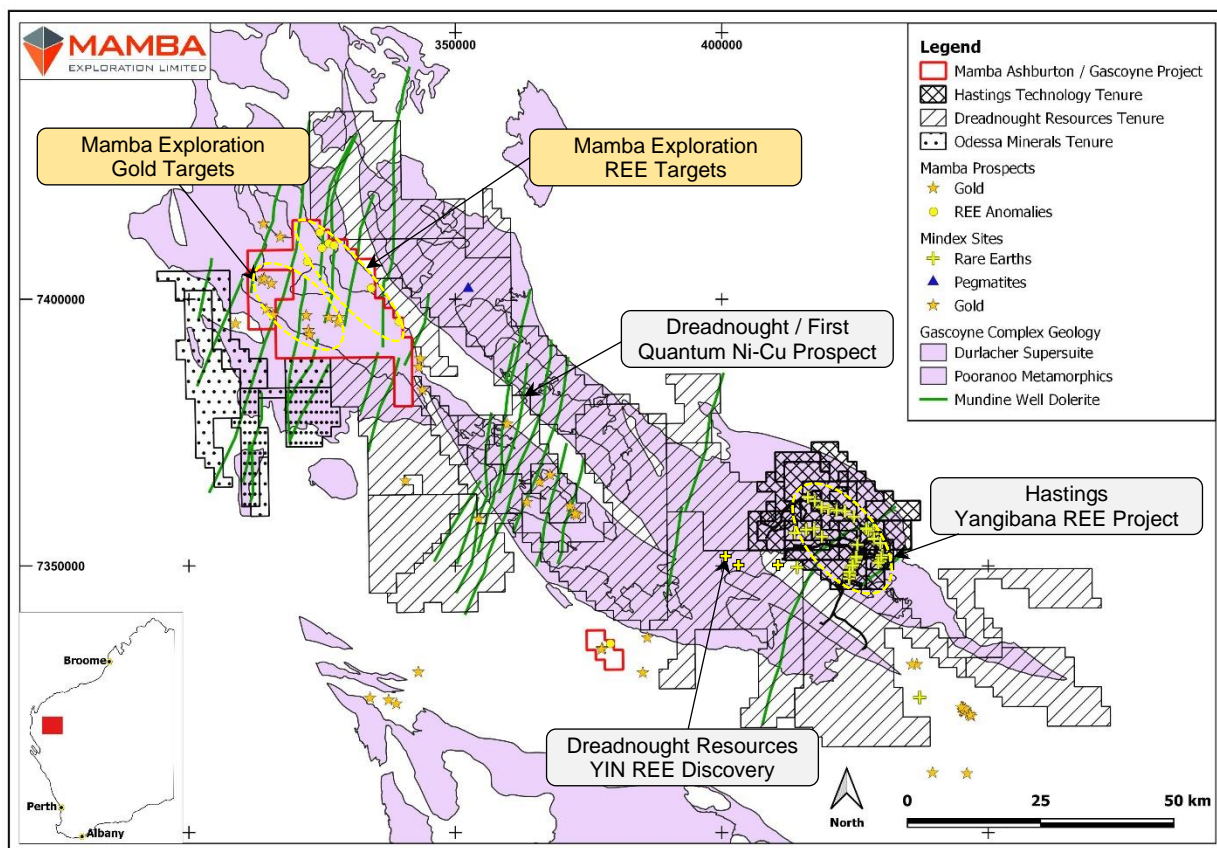 MAMBA
EXPLORATION LIMITED
350000
400000
Legend
Mamba Ashburton / Gascoyne Project
Hastings Technology Tenure
Dreadnought Resources Tenure
Odessa Minerals Tenure
Mamba Prospects
Gold
REE Anomalies
Mindex Sites
Rare Earths
Pegmatites
Gold
Gascoyne Complex Geology
Durlacher Supersuite
Pooranoo Metamorphics
Mundine Well Dolerite
Mamba Exploration
Gold Targets
Mamba Exploration
REE Targets
7400000
Dreadnought / First
Quantum Ni-Cu Prospect
Hastings
Yangibana REE Project
7350000
Dreadnought Resources
YIN REE Discovery
Broome
Perth
Albany
North
0
25
50 km